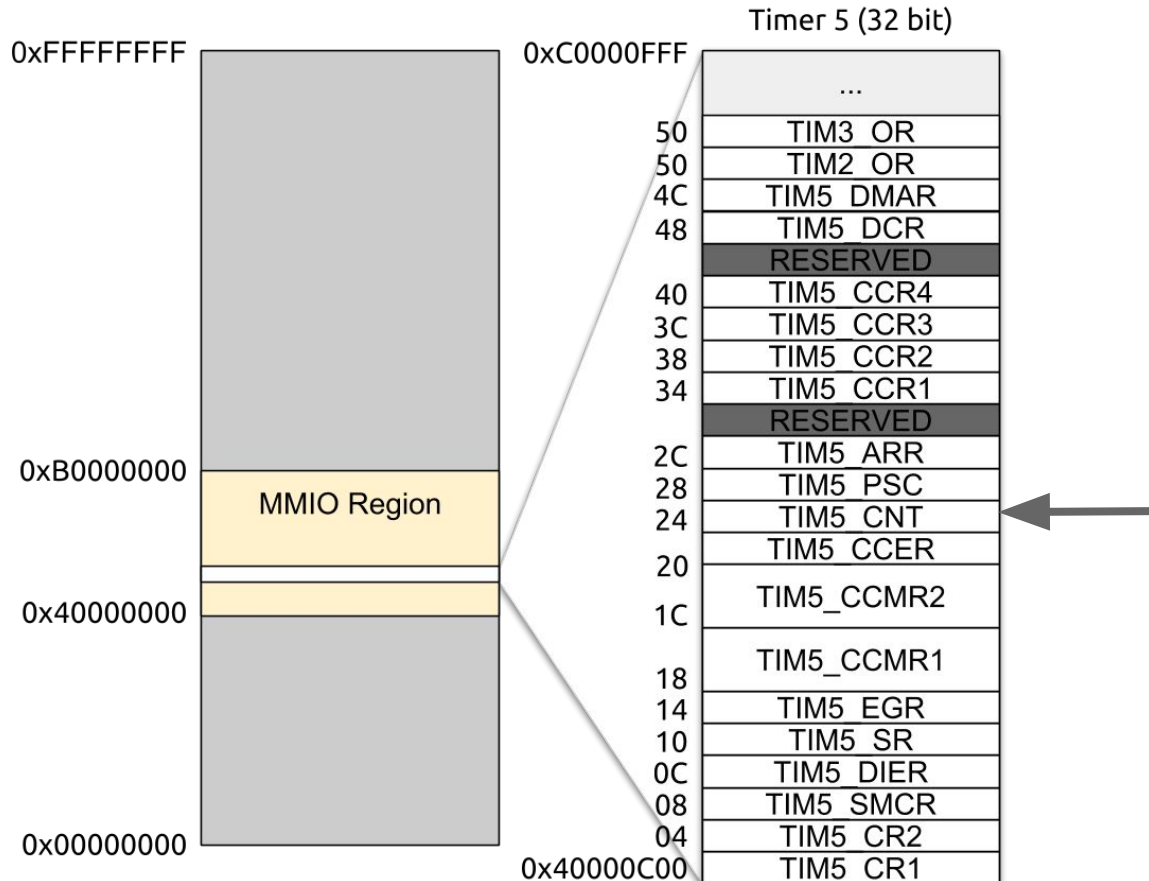 Timer 5 (32 bit)
0xFFFFFFFF
0xB0000000
MMIO Region
0x40000000
0x00000000
0xC0000FFF
...
50 TIM3_OR
50 TIM2_OR
4C TIM5_DMAR
48 TIM5_DCR
RESERVED
40 TIM5_CCR4
3C TIM5_CCR3
38 TIM5_CCR2
34 TIM5_CCR1
RESERVED
2C TIM5_ARR
28 TIM5_PSC
24 TIM5_CNT
20 TIM5_CCER
1C TIM5_CCMR2
18 TIM5_CCMR1
14 TIM5_EGR
10 TIM5_SR
0C TIM5_DIER
08 TIM5_SMCR
04 TIM5_CR2
0x40000C00 TIM5_CR1